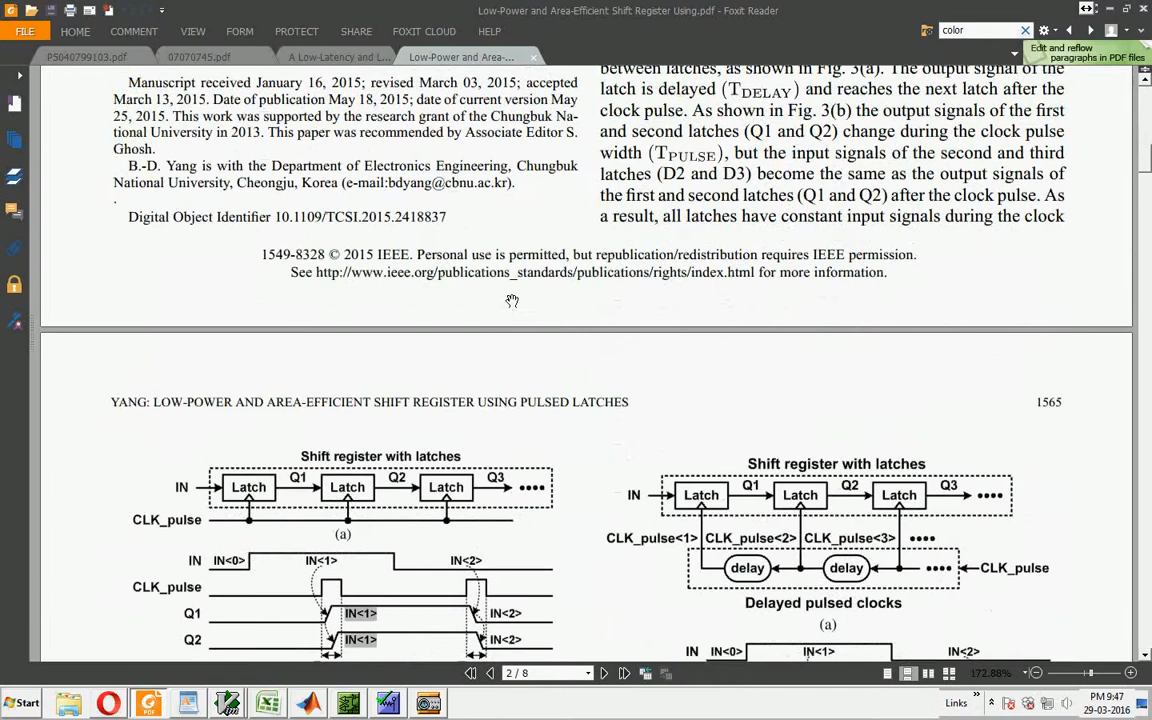 Low-Power and Area-Efficient Shift Register Using.pdf - Foxit Reader
FILE
HOME
COMMENT
VIEW
FORM
PROTECT
SHARE
FOXIT CLOUD
HELP
color
P5040799103.pdf
07070745.pdf
A Low-Latency and L...
Low-Power and Area-...
Edit and reflow
paragraphs in PDF files
Manuscript received January 16, 2015; revised March 03, 2015; accepted
March 13, 2015. Date of publication May 18, 2015; date of current version May
25, 2015. This work was supported by the research grant of the Chungbuk Na-
tional University in 2013. This paper was recommended by Associate Editor S.
Ghosh.
B.-D. Yang is with the Department of Electronics Engineering, Chungbuk
National University, Cheongju, Korea (e-mail:bdyang@cbnu.ac.kr).
.
Digital Object Identifier 10.1109/TCSI.2015.2418837
between latches, as shown in Fig. 3(a). The output signal of the
latch is delayed (TDELAY) and reaches the next latch after the
clock pulse. As shown in Fig. 3(b) the output signals of the first
and second latches (Q1 and Q2) change during the clock pulse
width (TPULSE), but the input signals of the second and third
latches (D2 and D3) become the same as the output signals of
the first and second latches (Q1 and Q2) after the clock pulse. As
a result, all latches have constant input signals during the clock
1549-8328 © 2015 IEEE. Personal use is permitted, but republication/redistribution requires IEEE permission.
See http://www.ieee.org/publications_standards/publications/rights/index.html for more information.
YANG: LOW-POWER AND AREA-EFFICIENT SHIFT REGISTER USING PULSED LATCHES
1565
Shift register with latches
IN Latch Q1 Latch Q2 Latch Q3
CLK_pulse
(a)
IN IN<0> IN<1> IN<2>
CLK_pulse
Q1 IN<1> IN<2>
Q2 IN<1> IN<2>
Shift register with latches
IN Latch Q1 Latch Q2 Latch Q3
CLK_pulse<1> CLK_pulse<2> CLK_pulse<3>
delay delay CLK_pulse
Delayed pulsed clocks
(a)
IN IN<0> IN<1> IN<2>
2 / 8
172.88%
Start
PDF
Links
PM 9:47
29-03-2016